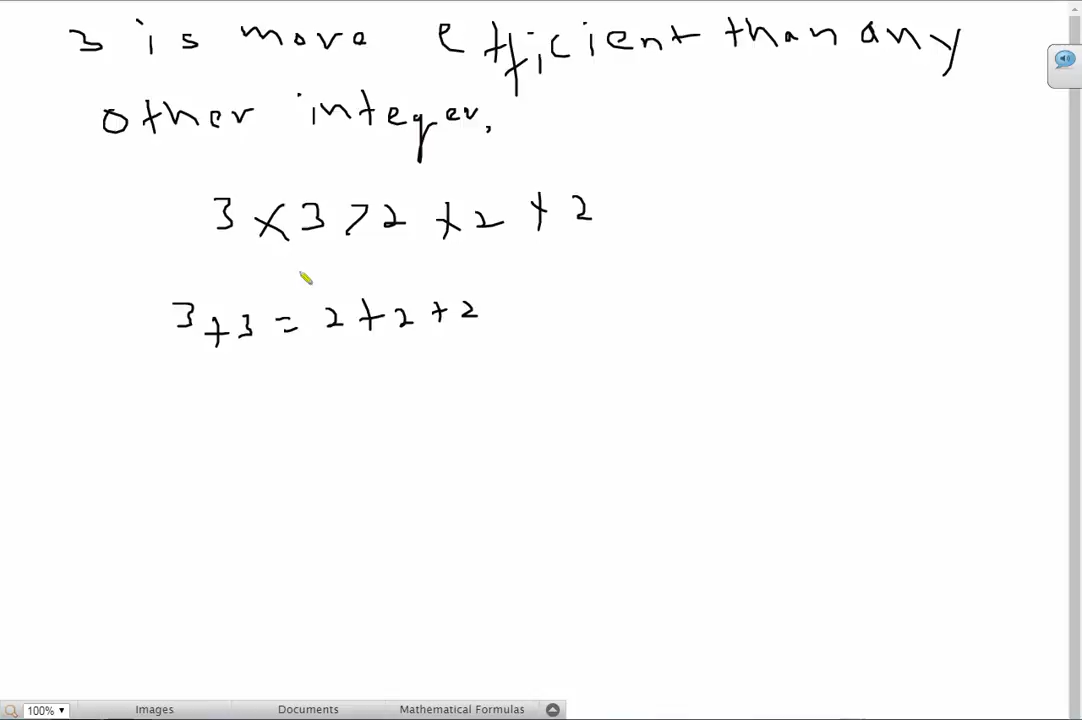 3 is more efficient than any
other integer.
3 × 3 > 2 × 2 × 2
3 + 3 = 2 + 2 + 2
100% ▼ Images Documents Mathematical Formulas